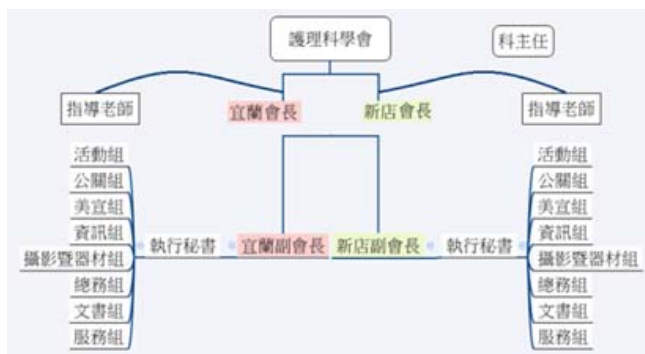 護理科學會
科主任
指導老師
宜蘭會長
新店會長
指導老師
活動組
公關組
美宣組
資訊組
攝影暨器材組
總務組
文書組
服務組
執行秘書
宜蘭副會長
新店副會長
執行秘書
活動組
公關組
美宣組
資訊組
攝影暨器材組
總務組
文書組
服務組